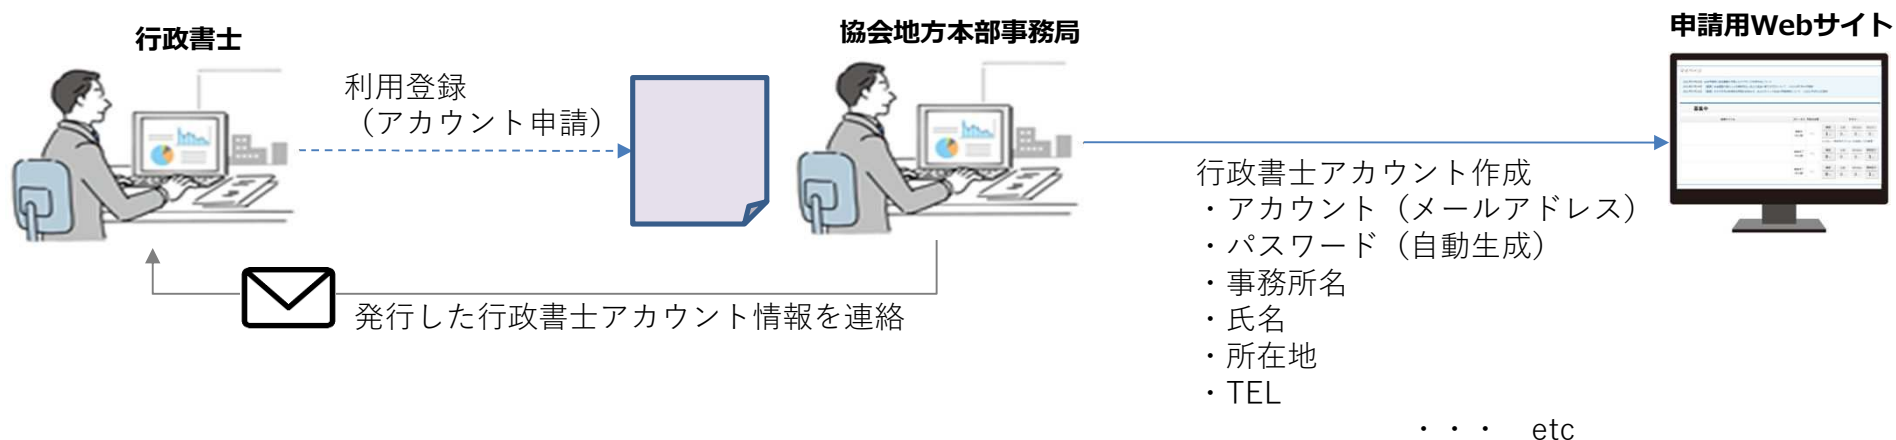 行政書士
協会地方本部事務局
申請用Webサイト
利用登録
（アカウント申請）
行政書士アカウント作成
・アカウント（メールアドレス）
・パスワード（自動生成）
・事務所名
・氏名
・所在地
・TEL
・・・ etc
発行した行政書士アカウント情報を連絡
募集中